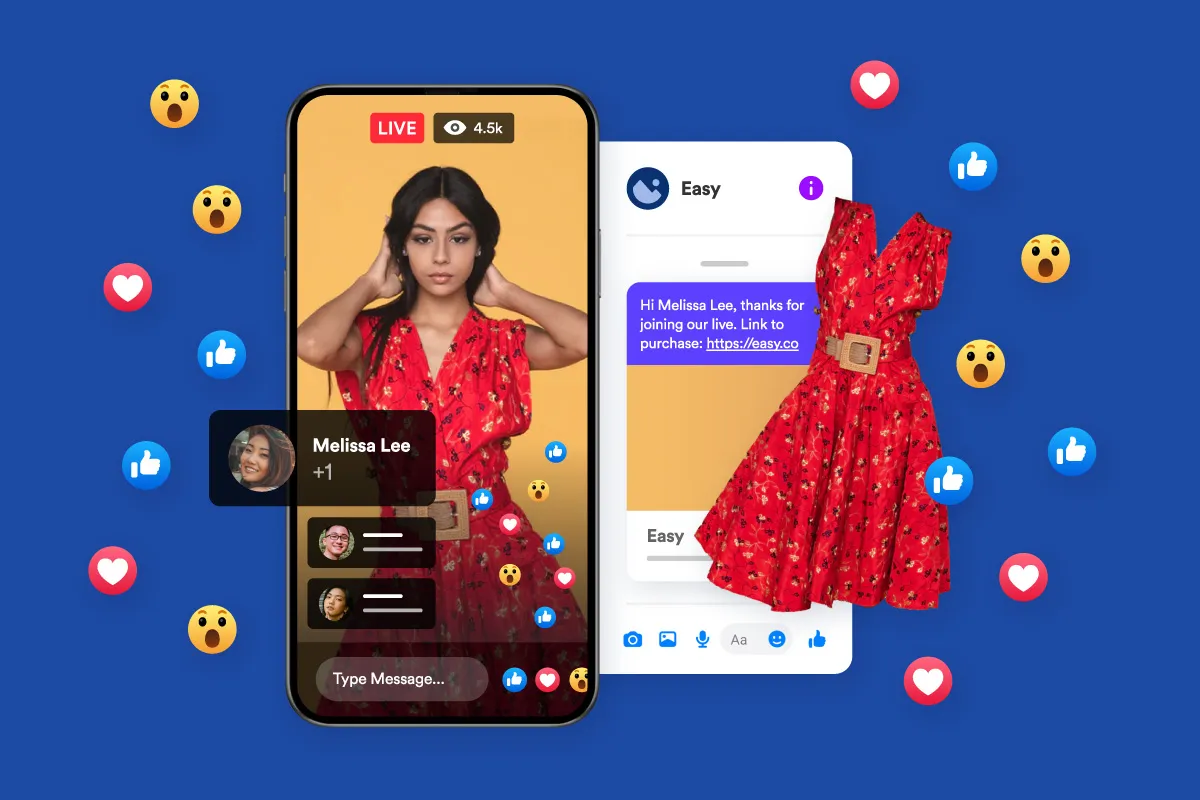 LIVE
4.5k
Melissa Lee
+1
Type Message...
Easy
i
Hi Melissa Lee, thanks for
joining our live. Link to
purchase: https://easy.co
Easy
Aa